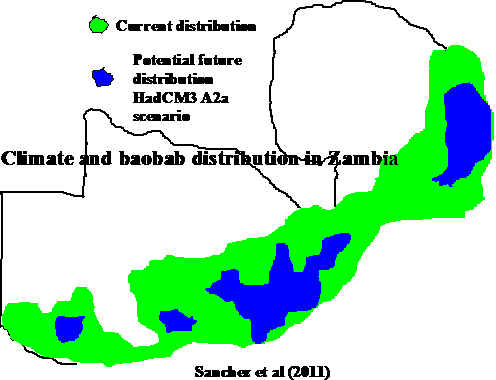 Current distribution
Potential future
distribution
HadCM3 A2a
scenario
Climate and baobab distribution in Zambia
Sanchez et al (2011)